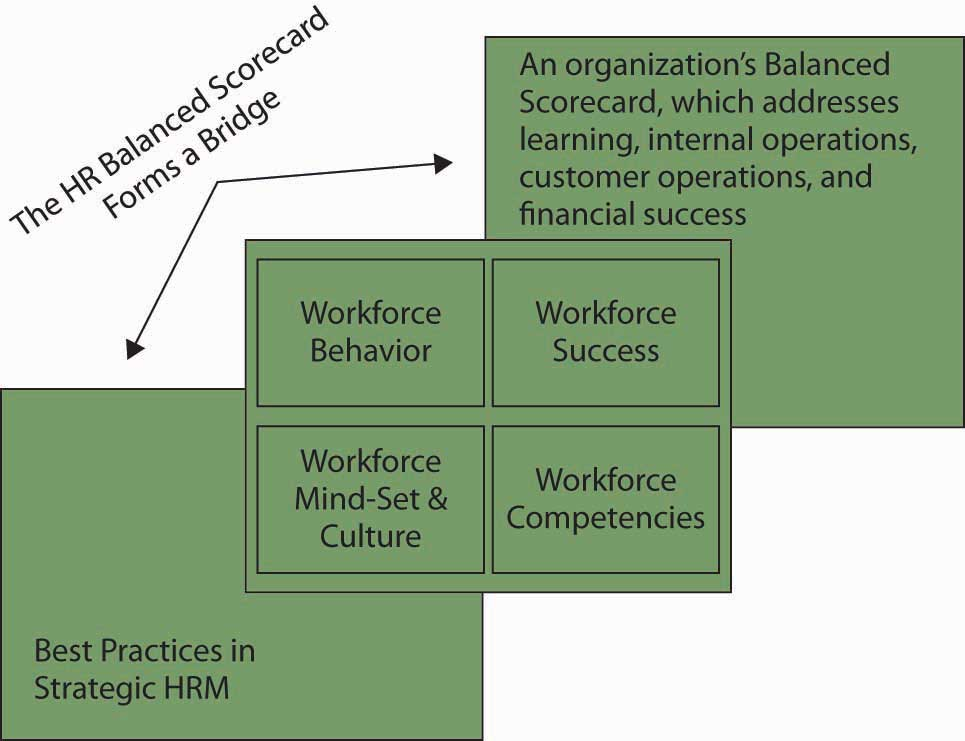 The HR Balanced Scorecard
Forms a Bridge
An organization’s Balanced
Scorecard, which addresses
learning, internal operations,
customer operations, and
financial success
Workforce
Behavior
Workforce
Success
Workforce
Mind-Set &
Culture
Workforce
Competencies
Best Practices in
Strategic HRM